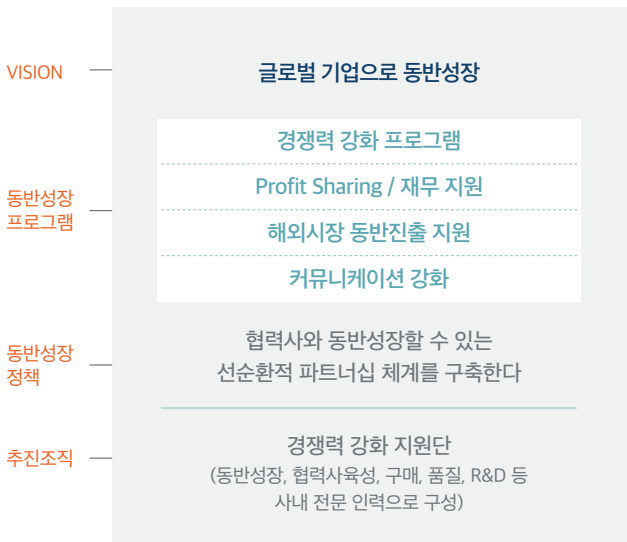 VISION
글로벌 기업으로 동반성장
동반성장
프로그램
경쟁력 강화 프로그램
Profit Sharing / 재무 지원
해외시장 동반진출 지원
커뮤니케이션 강화
동반성장
정책
협력사와 동반성장할 수 있는
선순환적 파트너십 체계를 구축한다
추진조직
경쟁력 강화 지원단
(동반성장, 협력사육성, 구매, 품질, R&D 등
사내 전문 인력으로 구성)